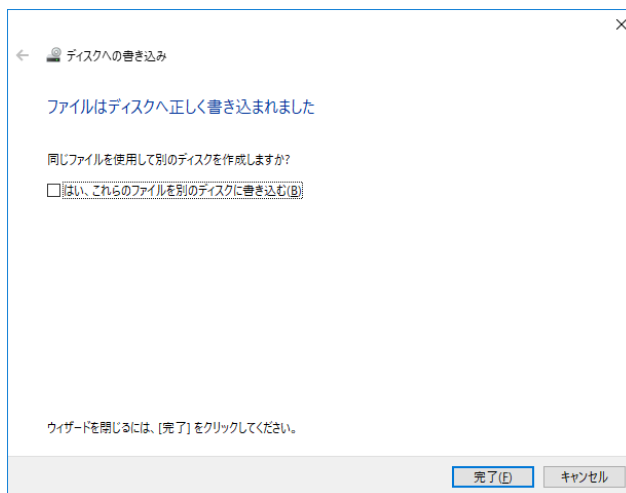 ディスクへの書き込み
ファイルはディスクへ正しく書き込まれました
同じファイルを使用して別のディスクを作成しますか?
はい、これらのファイルを別のディスクに書き込む(B)
ウィザードを閉じるには、[完了] をクリックしてください。
完了(F) キャンセル